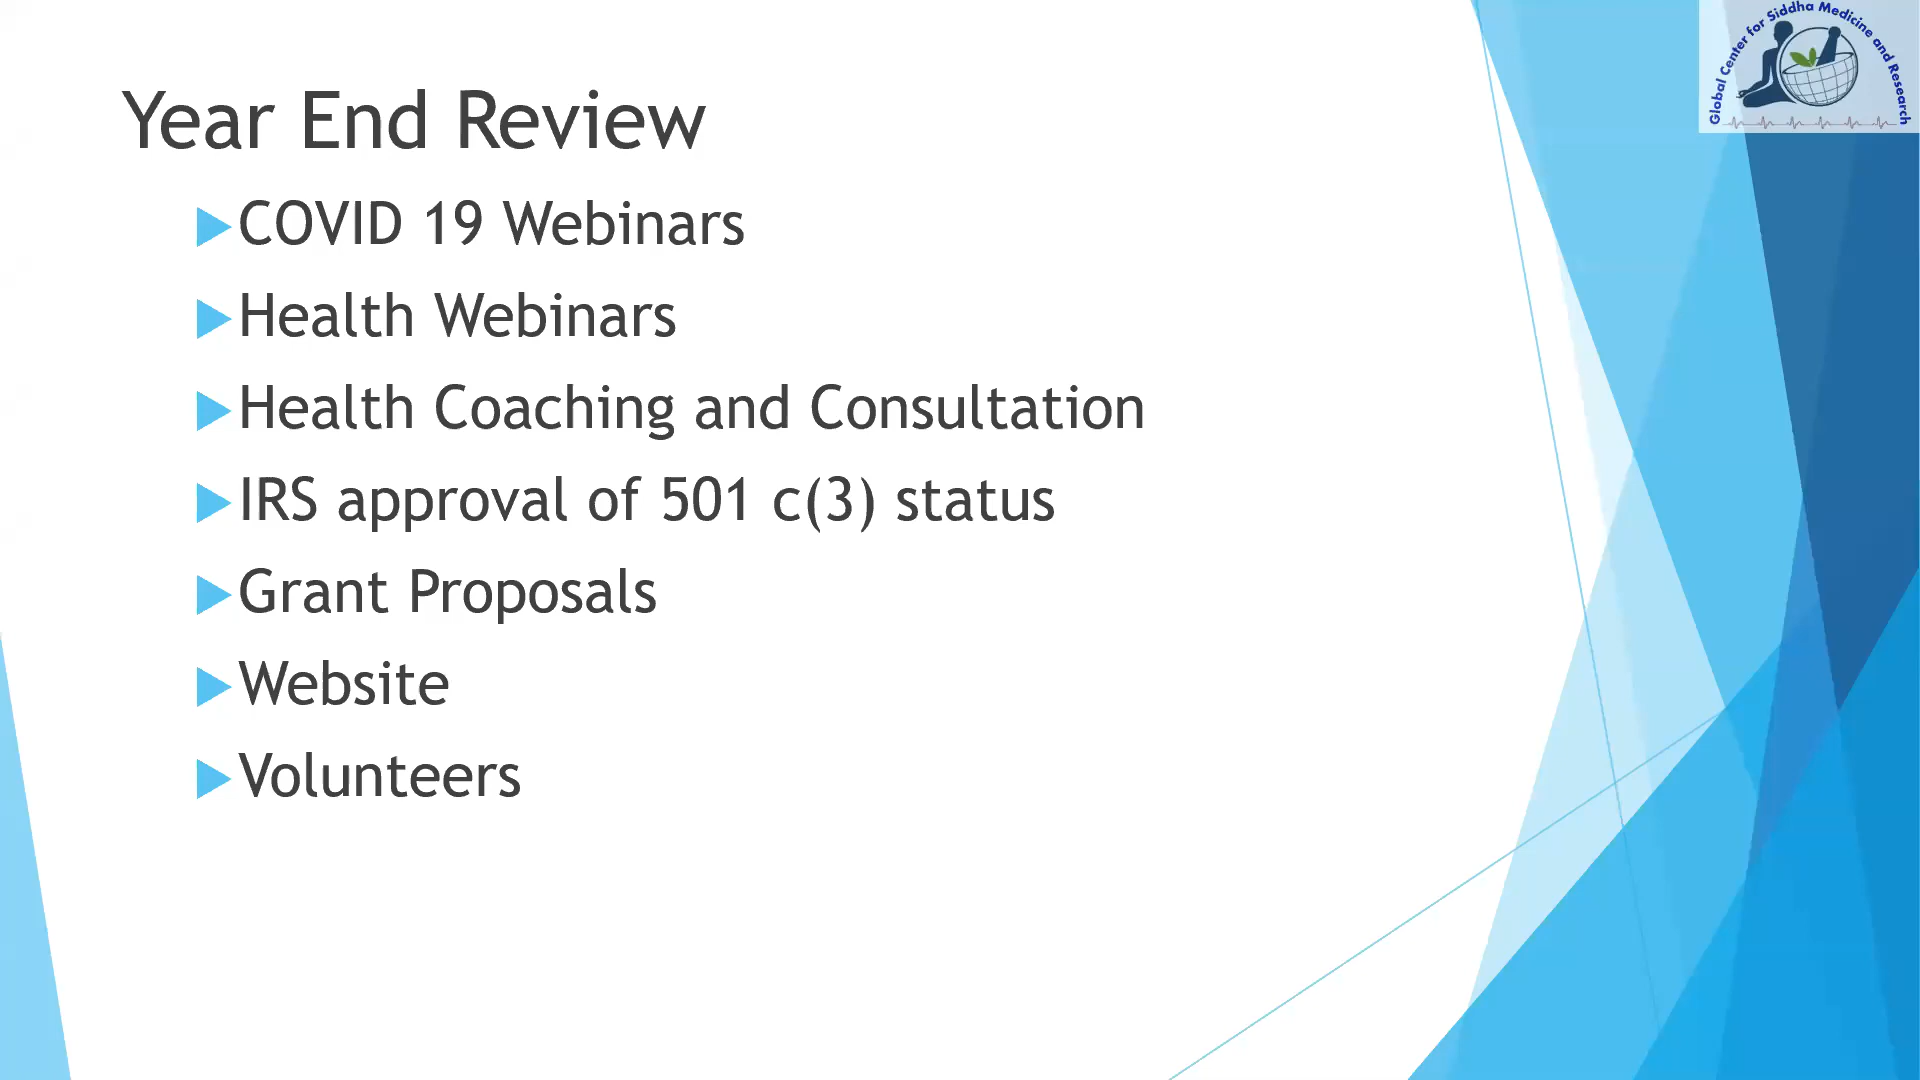 Global Center for Siddha Medicine and Research
Year End Review
COVID 19 Webinars
Health Webinars
Health Coaching and Consultation
IRS approval of 501 c(3) status
Grant Proposals
Website
Volunteers